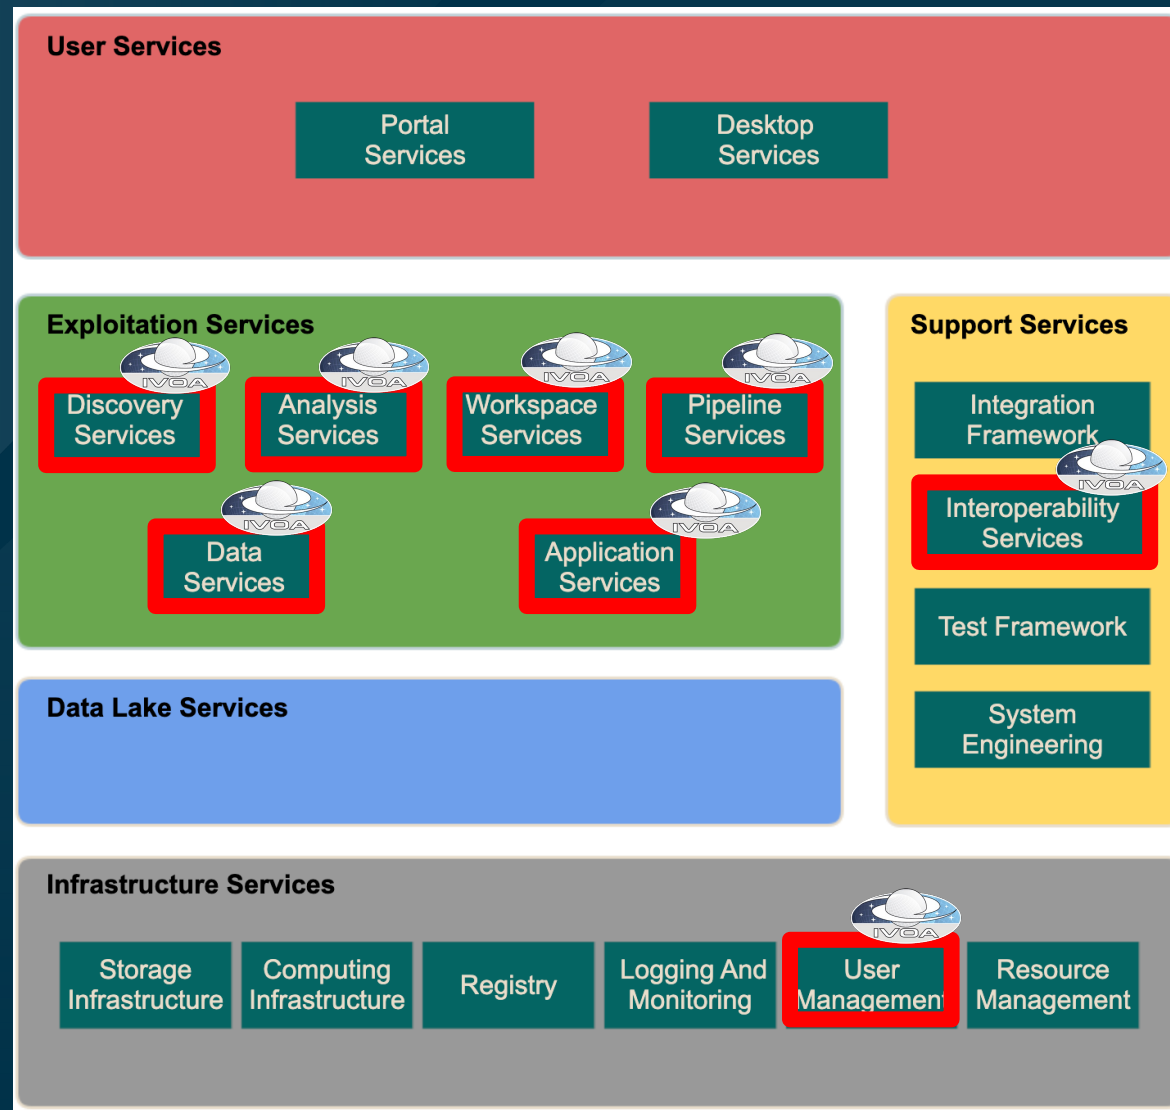 User Services
Portal
Services
Desktop
Services
Exploitation Services
IVOA
IVOA
IVOA
IVOA
Discovery
Services
Analysis
Services
Workspace
Services
Pipeline
Services
IVOA
IVOA
Data
Services
Application
Services
Support Services
Integration
Framework
IVOA
Interoperability
Services
Test Framework
System
Engineering
Data Lake Services
Infrastructure Services
Storage
Infrastructure
Computing
Infrastructure
Registry
Logging And
Monitoring
IVOA
User
Management
Resource
Management